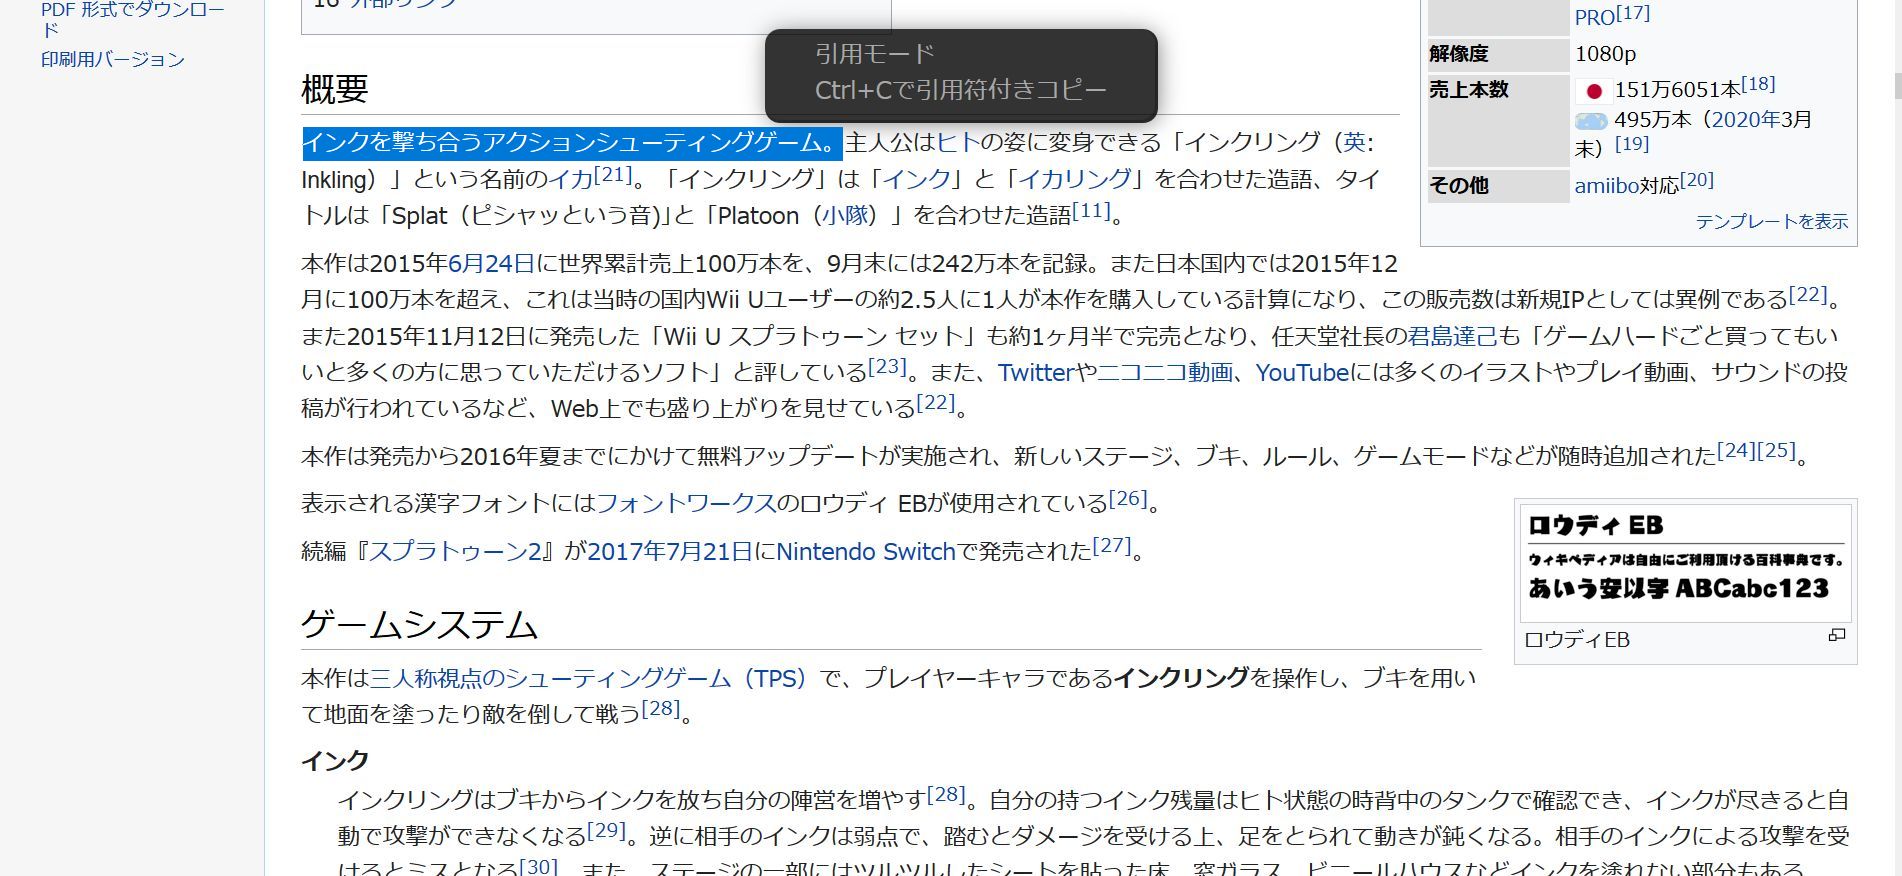 PDF 形式でダウンロー
ド
印刷用バージョン
16 外部リンク
引用モード
Ctrl+Cで引用符付きコピー
PRO[17]
解像度 1080p
売上本数 151万6051本[18]
495万本（2020年3月
末）[19]
その他 amiibo対応[20]
テンプレートを表示
概要
インクを撃ち合うアクションシューティングゲーム。主人公はヒトの姿に変身できる「インクリング（英:
Inkling）」という名前のイカ[21]。「インクリング」は「インク」と「イカリング」を合わせた造語、タイ
トルは「Splat（ピシャッという音)」と「Platoon（小隊）」を合わせた造語[11]。
本作は2015年6月24日に世界累計売上100万本を、9月末には242万本を記録。また日本国内では2015年12
月に100万本を超え、これは当時の国内Wii Uユーザーの約2.5人に1人が本作を購入している計算になり、この販売数は新規IPとしては異例である[22]。
また2015年11月12日に発売した「Wii U スプラトゥーン セット」も約1ヶ月半で完売となり、任天堂社長の君島達己も「ゲームハードごと買ってもい
いと多くの方に思っていただけるソフト」と評している[23]。また、Twitterやニコニコ動画、YouTubeには多くのイラストやプレイ動画、サウンドの投
稿が行われているなど、Web上でも盛り上がりを見せている[22]。
本作は発売から2016年夏までにかけて無料アップデートが実施され、新しいステージ、ブキ、ルール、ゲームモードなどが随時追加された[24][25]。
表示される漢字フォントにはフォントワークスのロウディ EBが使用されている[26]。
続編『スプラトゥーン2』が2017年7月21日にNintendo Switchで発売された[27]。
ロウディ EB
ウィキペディアは自由にご利用頂ける百科事典です。
あいう安以宇 ABCabc123
ロウディEB
ゲームシステム
本作は三人称視点のシューティングゲーム（TPS）で、プレイヤーキャラであるインクリングを操作し、ブキを用い
て地面を塗ったり敵を倒して戦う[28]。
インク
インクリングはブキからインクを放ち自分の陣営を増やす[28]。自分の持つインク残量はヒト状態の時背中のタンクで確認でき、インクが尽きると自
動で攻撃ができなくなる[29]。逆に相手のインクは弱点で、踏むとダメージを受ける上、足をとられて動きが鈍くなる。相手のインクによる攻撃を受
けるとミスとなる[30]。また、ステージの一部にはツルツルしたシートを貼った床、窓ガラス、ビニールハウスなどインクを塗れない部分もある